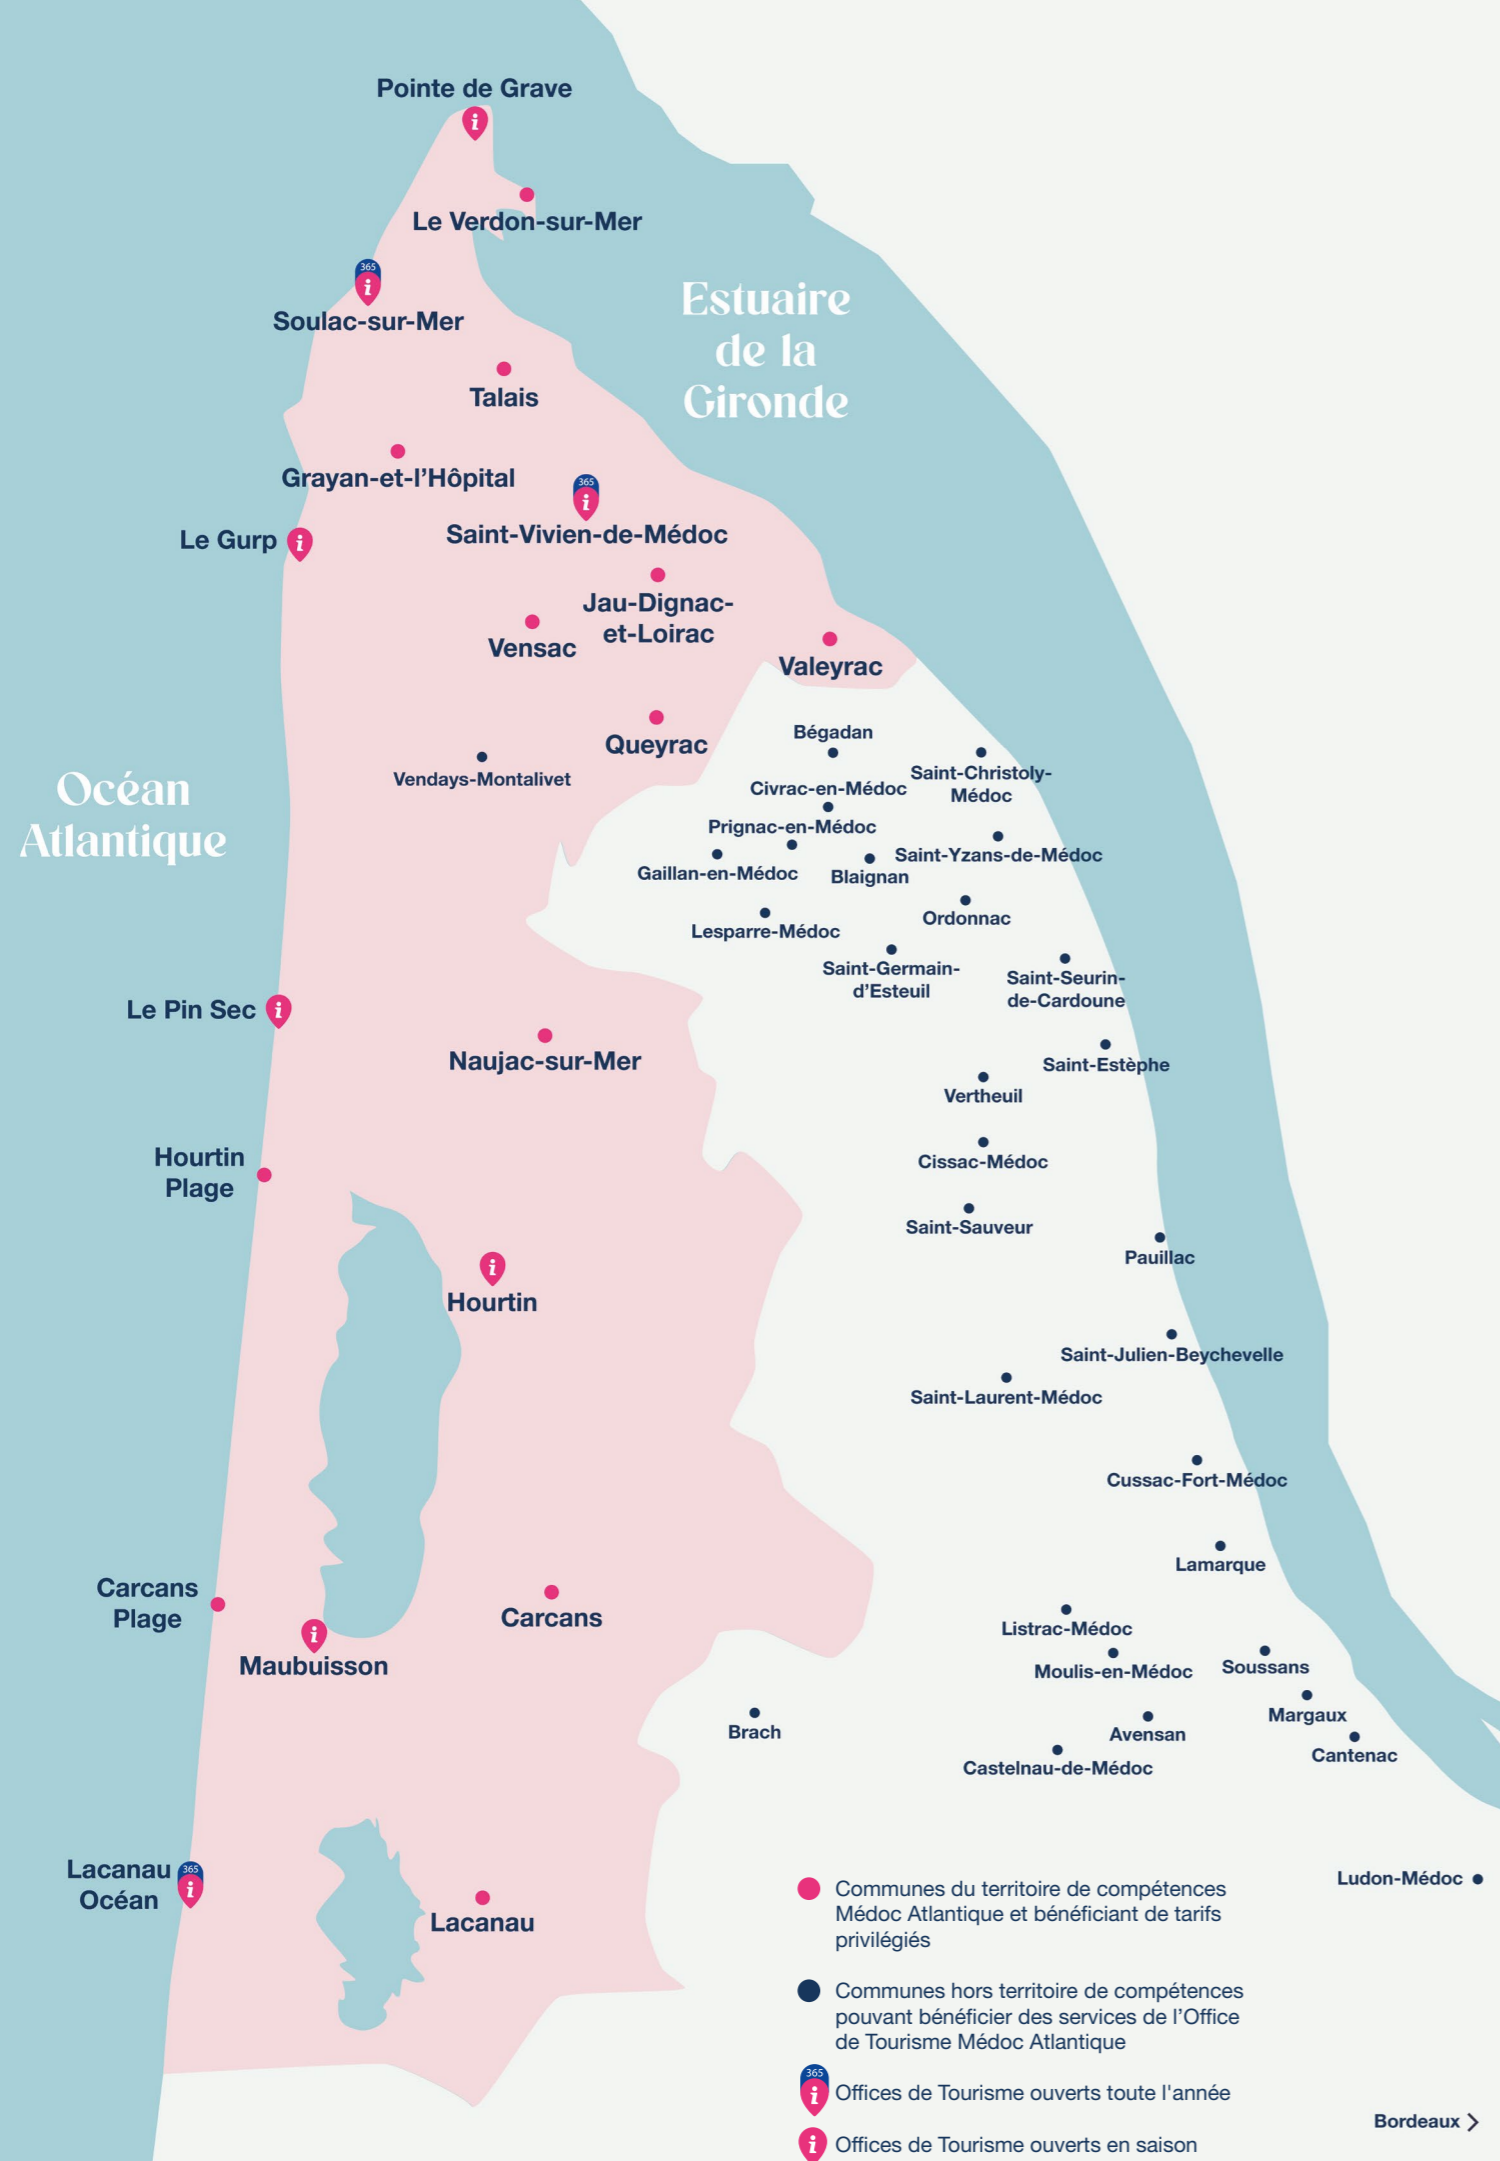 Pointe de Grave
i
Le Verdon-sur-Mer
365
i
Soulac-sur-Mer
Estuaire
de la
Gironde
Talais
Grayan-et-l'Hôpital
365
i
Saint-Vivien-de-Médoc
Le Gurp
i
Jau-Dignac-
et-Loirac
Vensac
Valeyrac
Queyrac
Vendays-Montalivet
Bégadan
Saint-Christoly-
Médoc
Océan
Atlantique
Civrac-en-Médoc
Prignac-en-Médoc
Saint-Yzans-de-Médoc
Gaillan-en-Médoc
Blaignan
Ordonnac
Lesparre-Médoc
Saint-Germain-
d'Esteuil
Saint-Seurin-
de-Cardoune
Le Pin Sec
i
Naujac-sur-Mer
Saint-Estèphe
Vertheuil
Hourtin
Plage
Cissac-Médoc
Saint-Sauveur
Pauillac
i
Hourtin
Saint-Julien-Beychevelle
Saint-Laurent-Médoc
Cussac-Fort-Médoc
Lamarque
Carcans
Plage
Carcans
Listrac-Médoc
i
Maubuisson
Moulis-en-Médoc
Soussans
Margaux
Brach
Avensan
Cantenac
Castelnau-de-Médoc
Lacanau
Océan
365
i
Lacanau
Ludon-Médoc
Communes du territoire de compétences
Médoc Atlantique et bénéficiant de tarifs
privilégiés
Communes hors territoire de compétences
pouvant bénéficier des services de l'Office
de Tourisme Médoc Atlantique
365
i
Offices de Tourisme ouverts toute l'année
Bordeaux >
i
Offices de Tourisme ouverts en saison